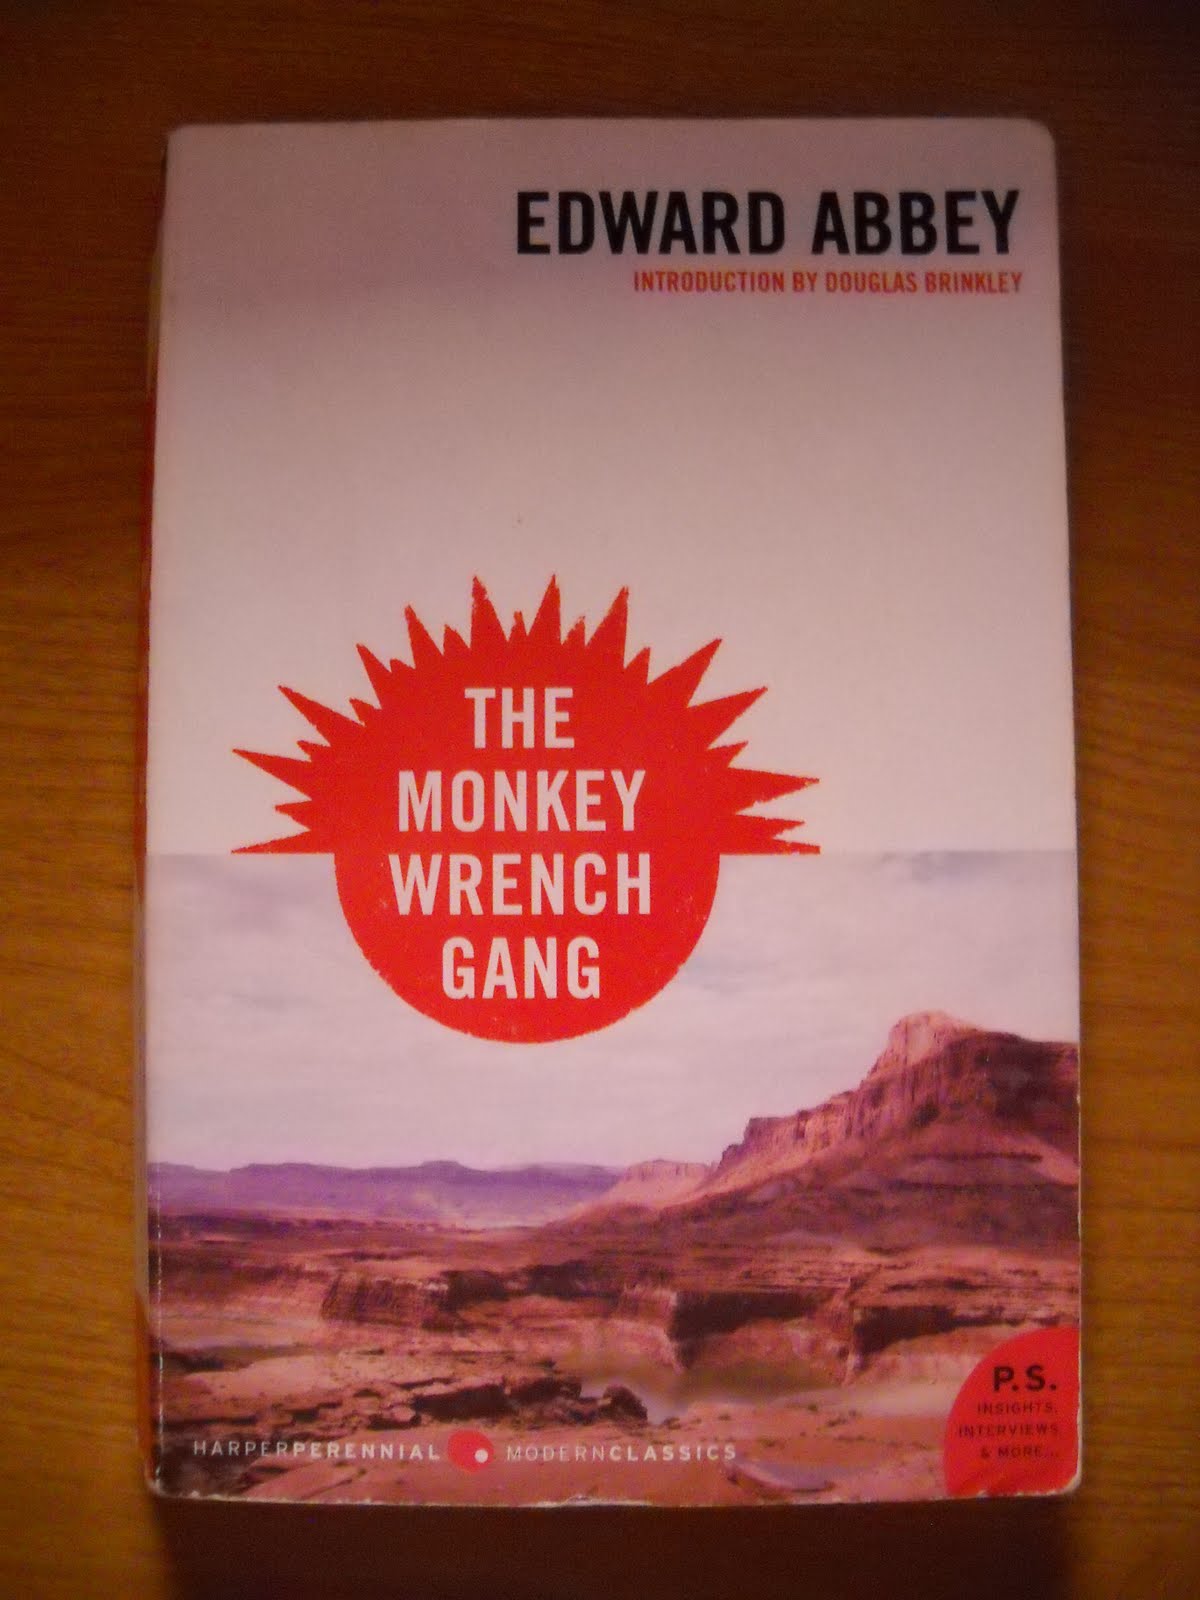 EDWARD ABBEY
INTRODUCTION BY DOUGLAS BRINKLEY
THE
MONKEY
WRENCH
GANG
P.S.
INSIGHTS,
INTERVIEWS
& MORE...
HARPERPERENNIAL MODERNCLASSICS